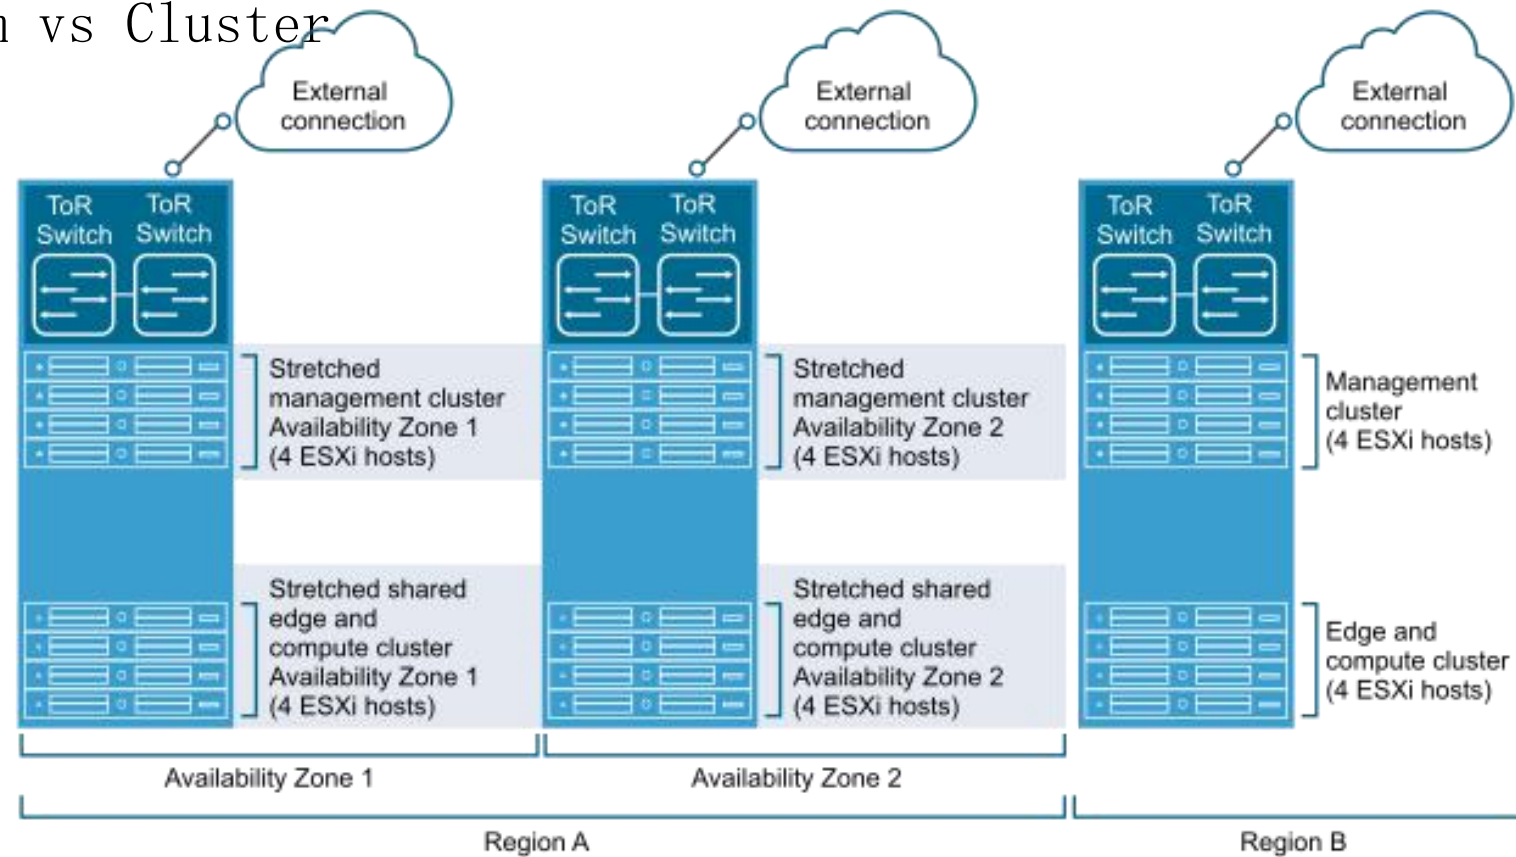 vs Cluster
External
connection
External
connection
External
connection
ToR
Switch
ToR
Switch
ToR
Switch
ToR
Switch
ToR
Switch
ToR
Switch
Stretched
management cluster
Availability Zone 1
(4 ESXi hosts)
Stretched
management cluster
Availability Zone 2
(4 ESXi hosts)
Management
cluster
(4 ESXi hosts)
Stretched shared
edge and
compute cluster
Availability Zone 1
(4 ESXi hosts)
Stretched shared
edge and
compute cluster
Availability Zone 2
(4 ESXi hosts)
Edge and
compute cluster
(4 ESXi hosts)
Availability Zone 1
Availability Zone 2
Region A
Region B